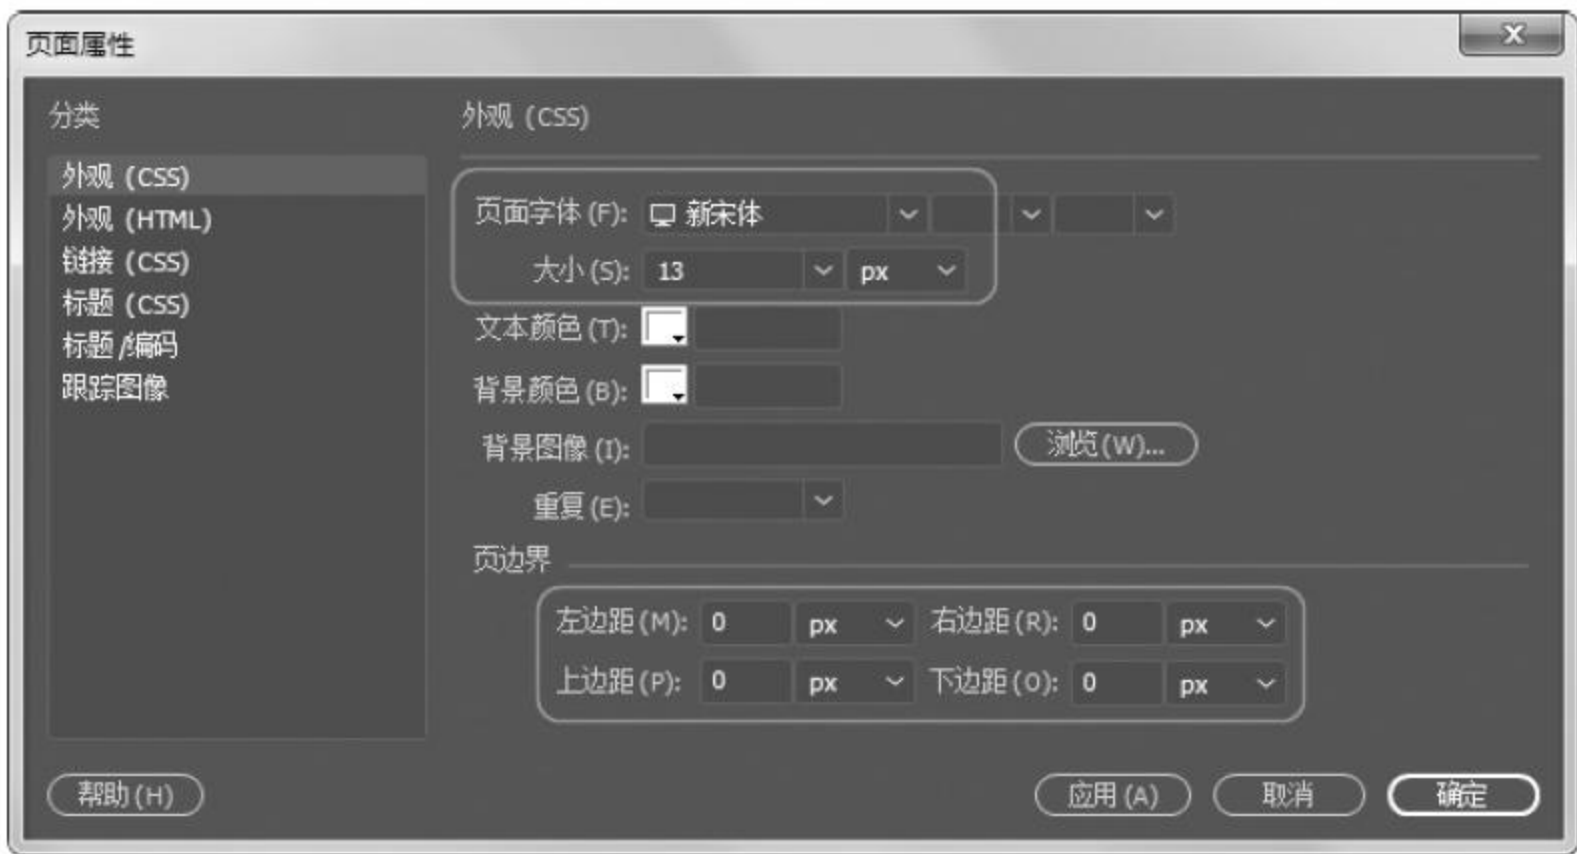 页面属性
分类
外观 (CSS)
外观 (HTML)
链接 (CSS)
标题 (CSS)
标题/编码
跟踪图像
外观 (CSS)
页面字体(F): 新宋体
大小(S): 13 px
文本颜色(T):
背景颜色(B):
背景图像(I): 浏览(W)...
重复(E):
页边界
左边距(M): 0 px 右边距(R): 0 px
上边距(P): 0 px 下边距(O): 0 px
帮助(H) 应用(A) 取消 确定